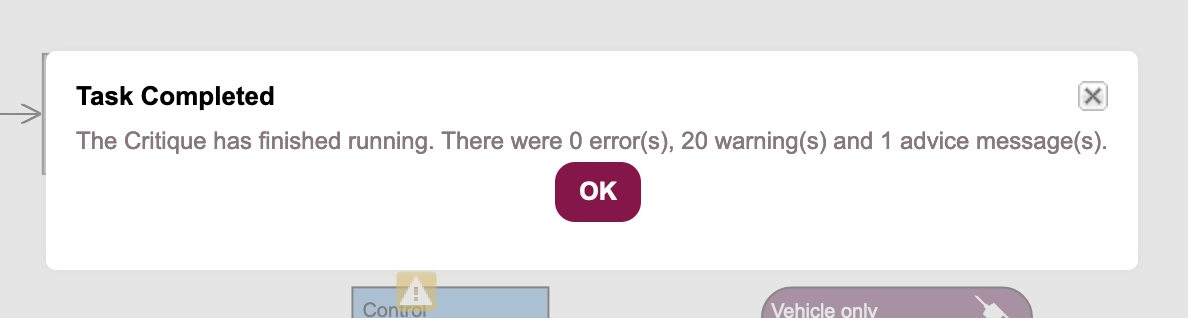 Task Completed
The Critique has finished running. There were 0 error(s), 20 warning(s) and 1 advice message(s).
OK
Control
Vehicle only